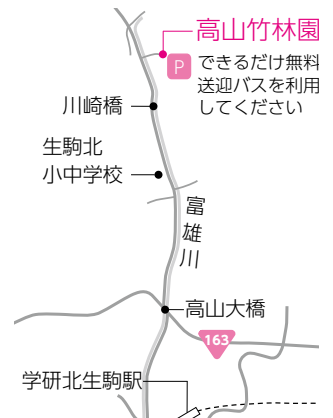 高山竹林園
P
できるだけ無料
送迎バスを利用
してください
川崎橋
生駒北
小中学校
富雄川
高山大橋
163
学研北生駒駅